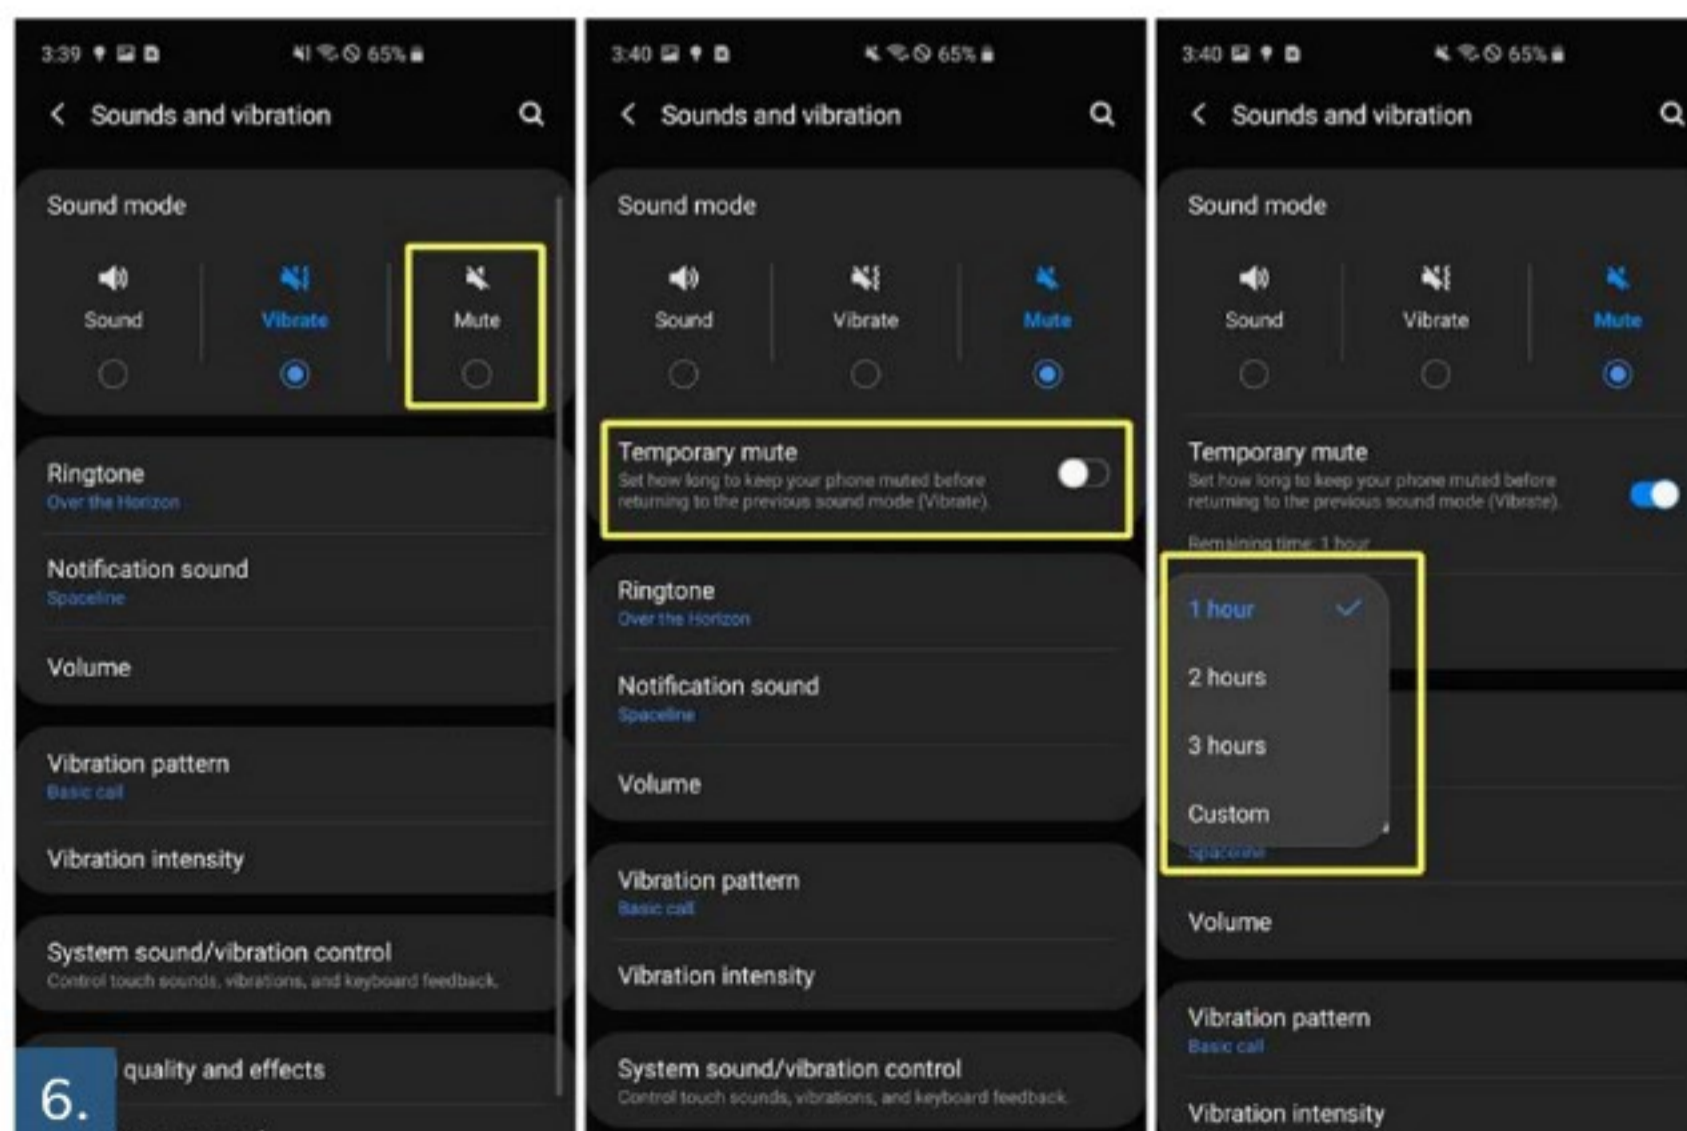 3:39 65%
Sounds and vibration
Sound mode
Sound Vibrate Mute
Ringtone
Over the Horizon
Notification sound
Spaceline
Volume
Vibration pattern
Basic call
Vibration intensity
System sound/vibration control
Control touch sounds, vibrations, and keyboard feedback.
quality and effects
6.
3:40 65%
Sounds and vibration
Sound mode
Sound Vibrate Mute
Temporary mute
Set how long to keep your phone muted before
returning to the previous sound mode (Vibrate).
Ringtone
Over the Horizon
Notification sound
Spaceline
Volume
Vibration pattern
Basic call
Vibration intensity
System sound/vibration control
Control touch sounds, vibrations, and keyboard feedback.
3:40 65%
Sounds and vibration
Sound mode
Sound Vibrate Mute
Temporary mute
Set how long to keep your phone muted before
returning to the previous sound mode (Vibrate).
Remaining time: 1 hour
1 hour
2 hours
3 hours
Custom
Spaceline
Volume
Vibration pattern
Basic call
Vibration intensity